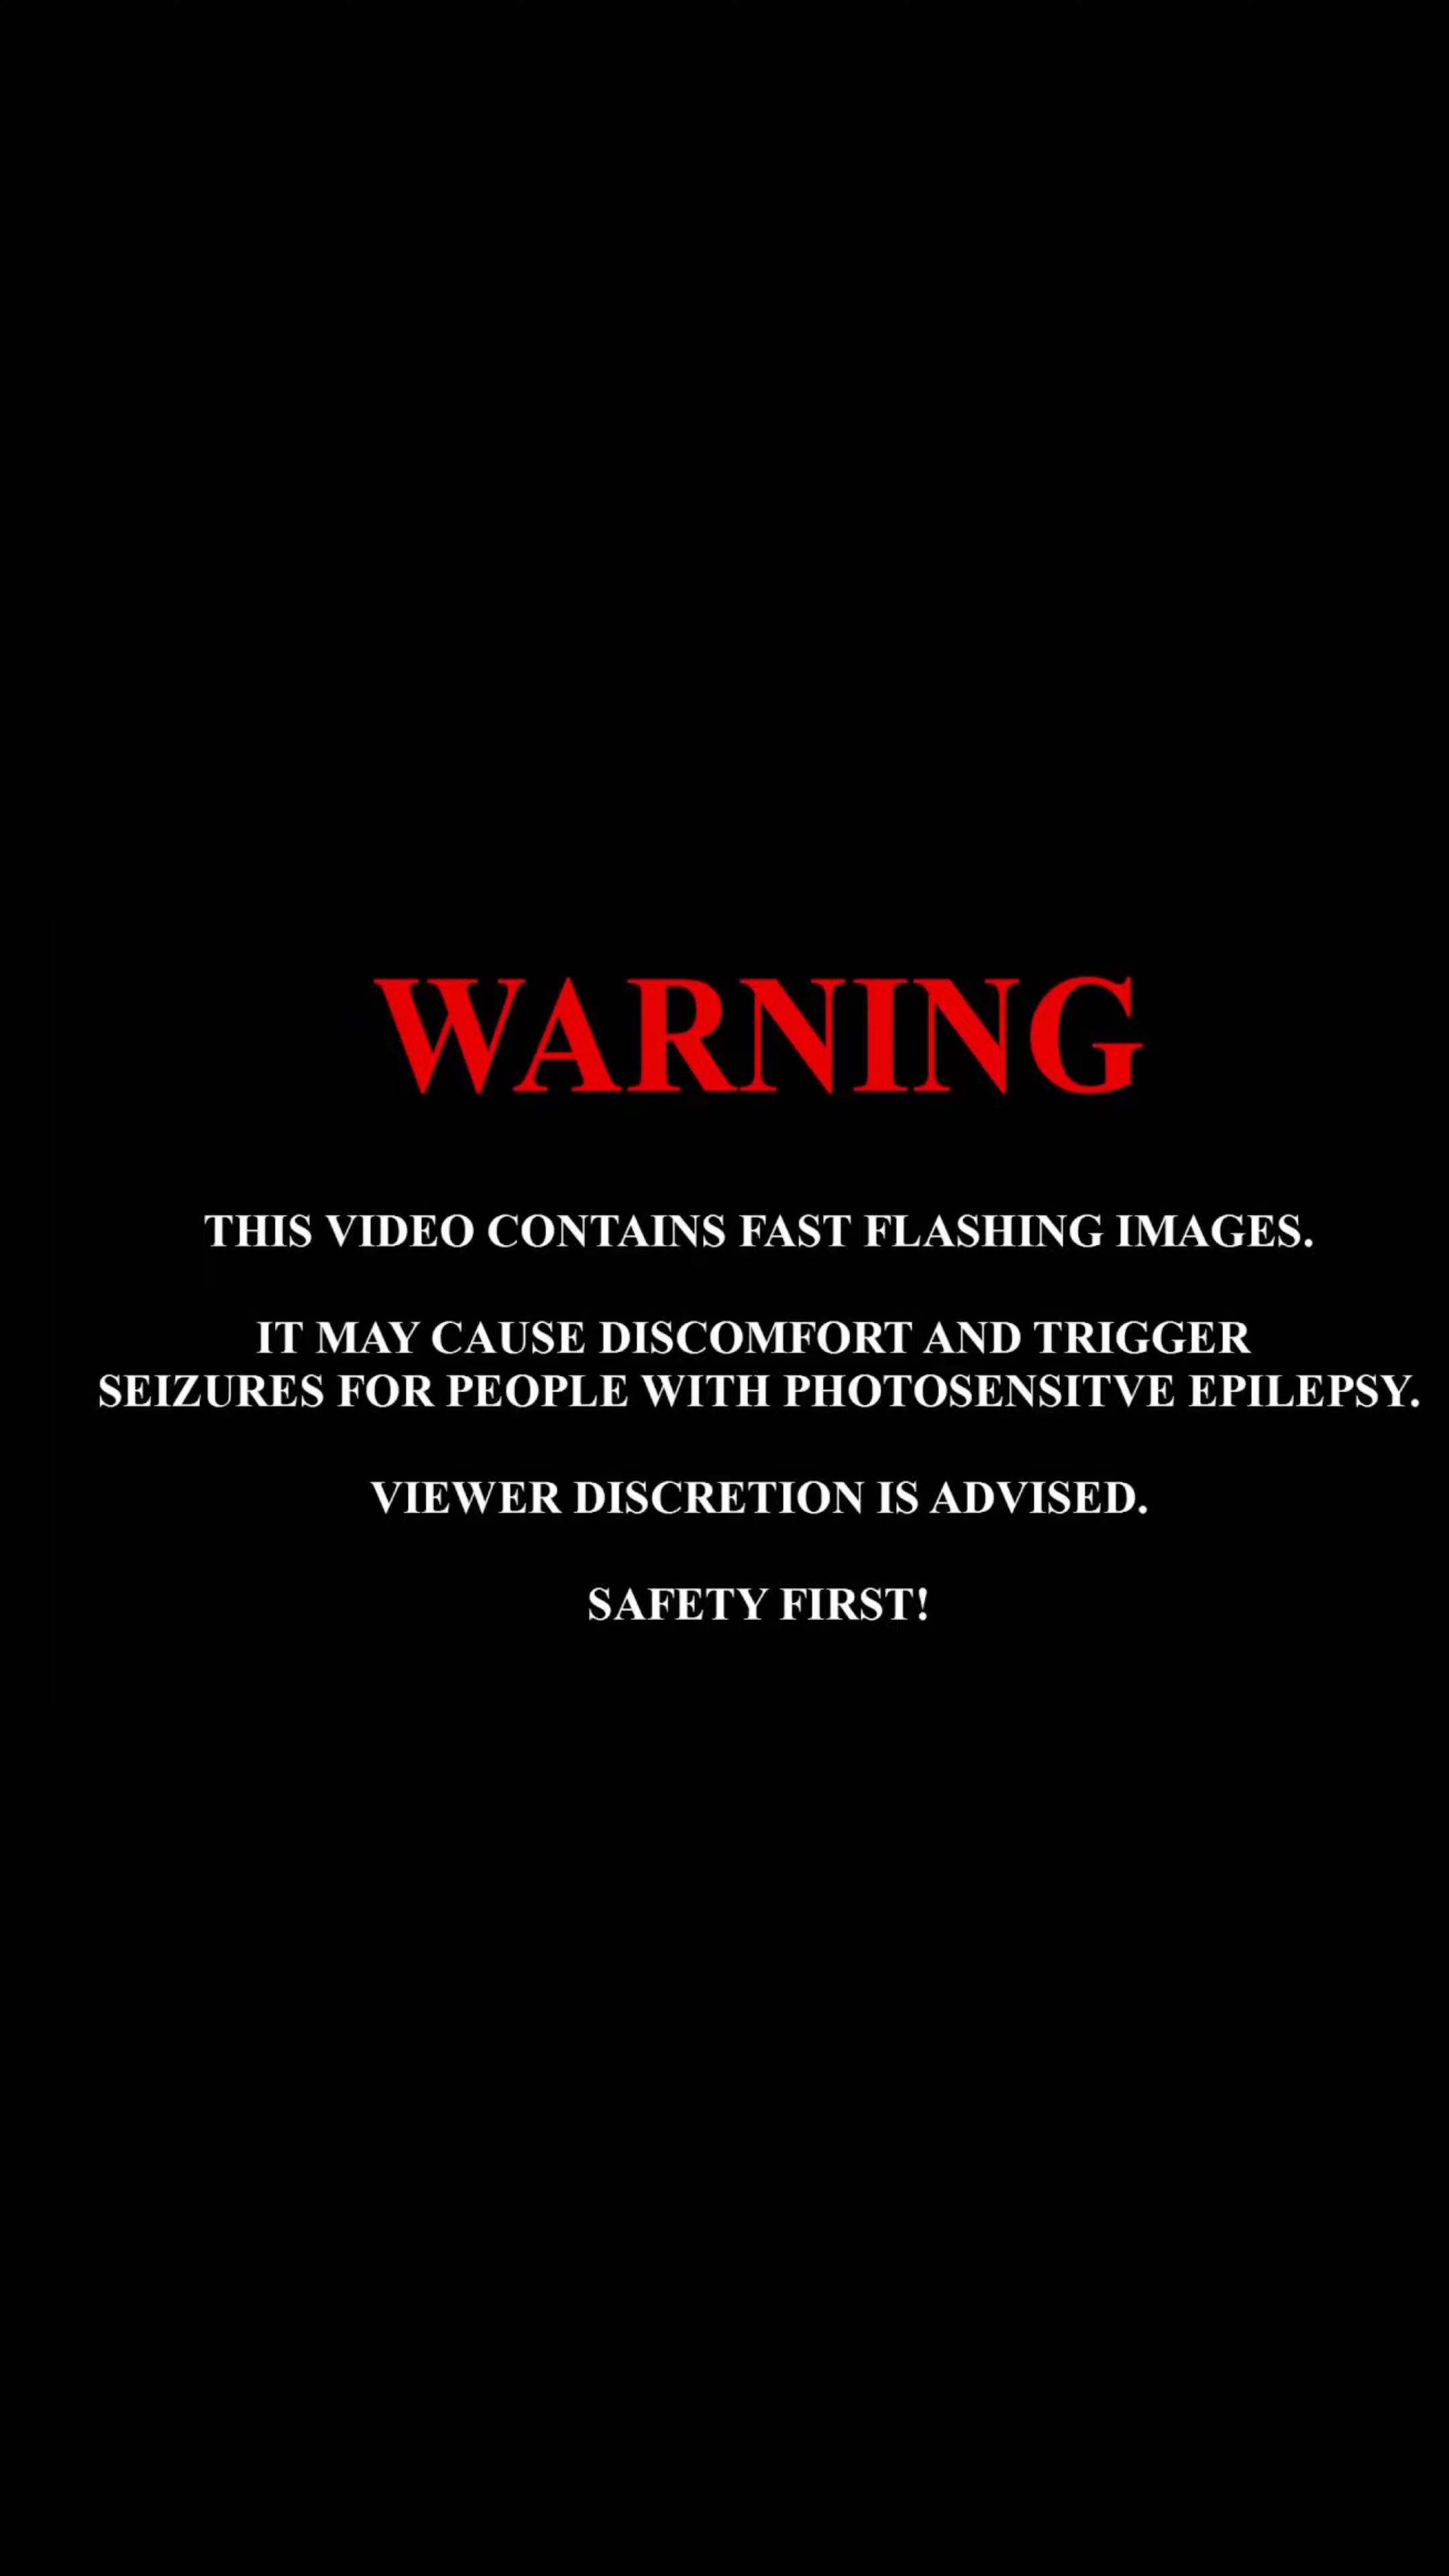 WARNING
THIS VIDEO CONTAINS FAST FLASHING IMAGES.
IT MAY CAUSE DISCOMFORT AND TRIGGER
SEIZURES FOR PEOPLE WITH PHOTOSENSITVE EPILEPSY.
VIEWER DISCRETION IS ADVISED.
SAFETY FIRST!